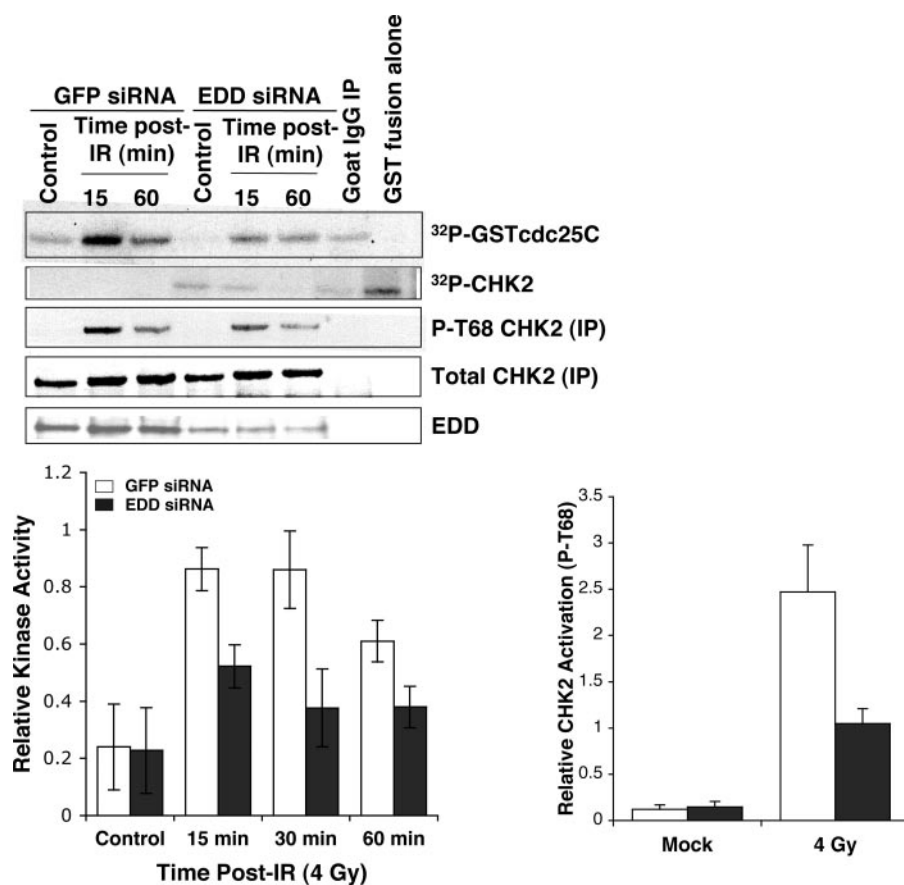 GFP siRNA EDD siRNA
Control
Time post-
IR (min)
15 60
Control
Time post-
IR (min)
15 60
Goat IgG IP
GST fusion alone
³²P-GSTcdc25C
³²P-CHK2
P-T68 CHK2 (IP)
Total CHK2 (IP)
EDD
Relative Kinase Activity
1.2
1
0.8
0.6
0.4
0.2
0
GFP siRNA
EDD siRNA
Control 15 min 30 min 60 min
Time Post-IR (4 Gy)
Relative CHK2 Activation (P-T68)
3.5
3
2.5
2
1.5
1
0.5
0
Mock 4 Gy